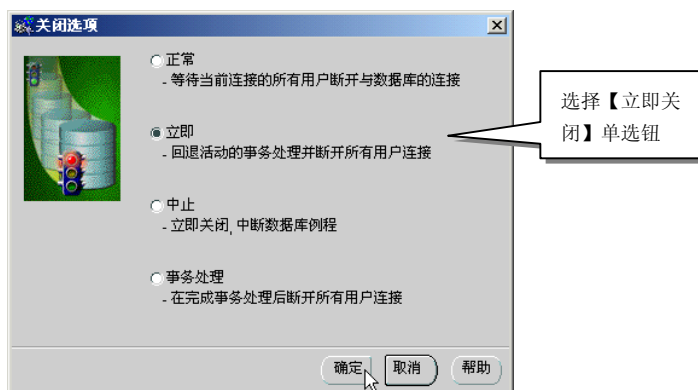 关闭选项
正常
- 等待当前连接的所有用户断开与数据库的连接
立即
- 回退活动的事务处理并断开所有用户连接
中止
- 立即关闭, 中断数据库例程
事务处理
- 在完成事务处理后断开所有用户连接
确定 取消 帮助
选择【立即关
闭】单选钮